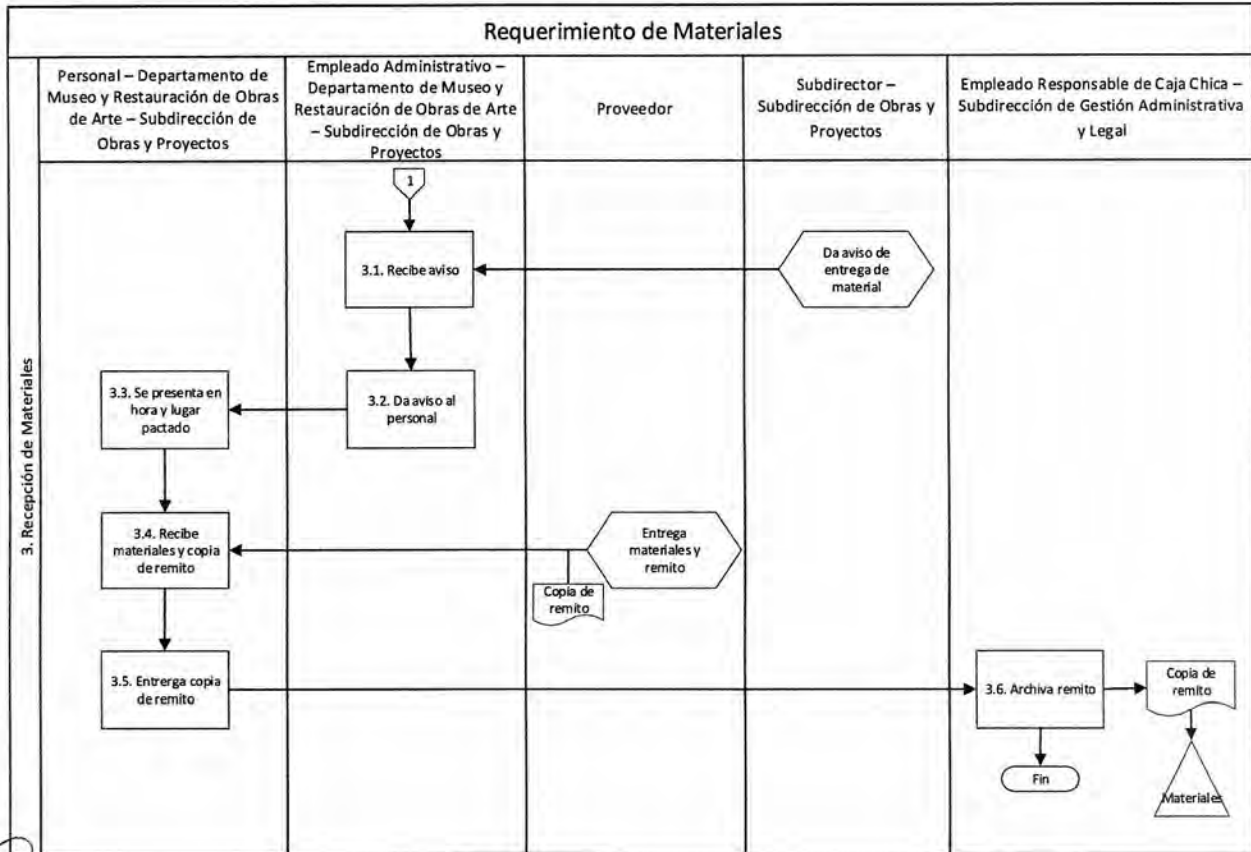 Requerimiento de Materiales
Personal – Departamento de
Museo y Restauración de Obras
de Arte – Subdirección de
Obras y Proyectos
Empleado Administrativo –
Departamento de Museo y
Restauración de Obras de Arte
– Subdirección de Obras y
Proyectos
Proveedor
Subdirector –
Subdirección de Obras y
Proyectos
Empleado Responsable de Caja Chica –
Subdirección de Gestión Administrativa
y Legal
3. Recepción de Materiales
1
3.1. Recibe aviso
Da aviso de
entrega de
material
3.3. Se presenta en
hora y lugar
pactado
3.2. Da aviso al
personal
3.4. Recibe
materiales y copia
de remito
Entrega
materiales y
remito
Copia de
remito
3.5. Entrerga copia
de remito
3.6. Archiva remito
Copia de
remito
Fin
Materiales